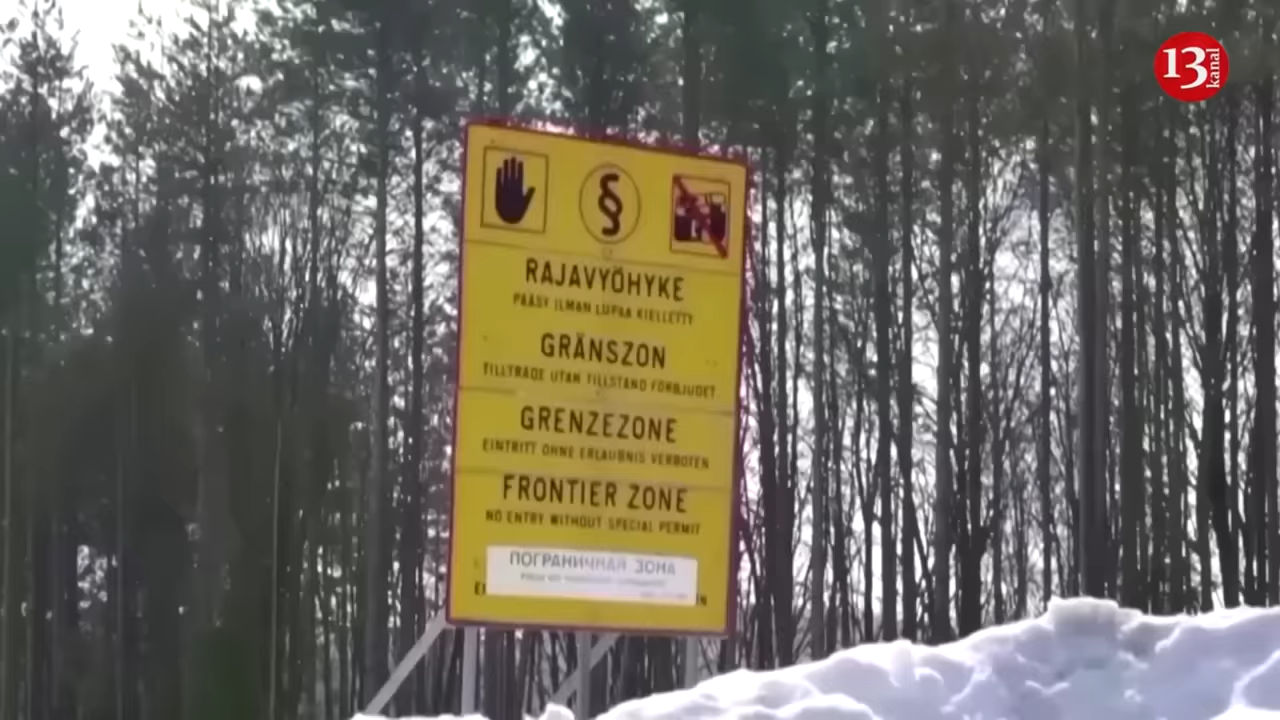 13
kanal
§
RAJAVYÖHYKE
PÄÄSY ILMAN LUPAA KIELLETTY
GRÄNSZON
TILLTRÄDE UTAN TILLSTÅND FÖRBJUDET
GRENZEZONE
EINTRITT OHNE ERLAUBNIS VERBOTEN
FRONTIER ZONE
NO ENTRY WITHOUT SPECIAL PERMIT
ПОГРАНИЧНАЯ ЗОНА